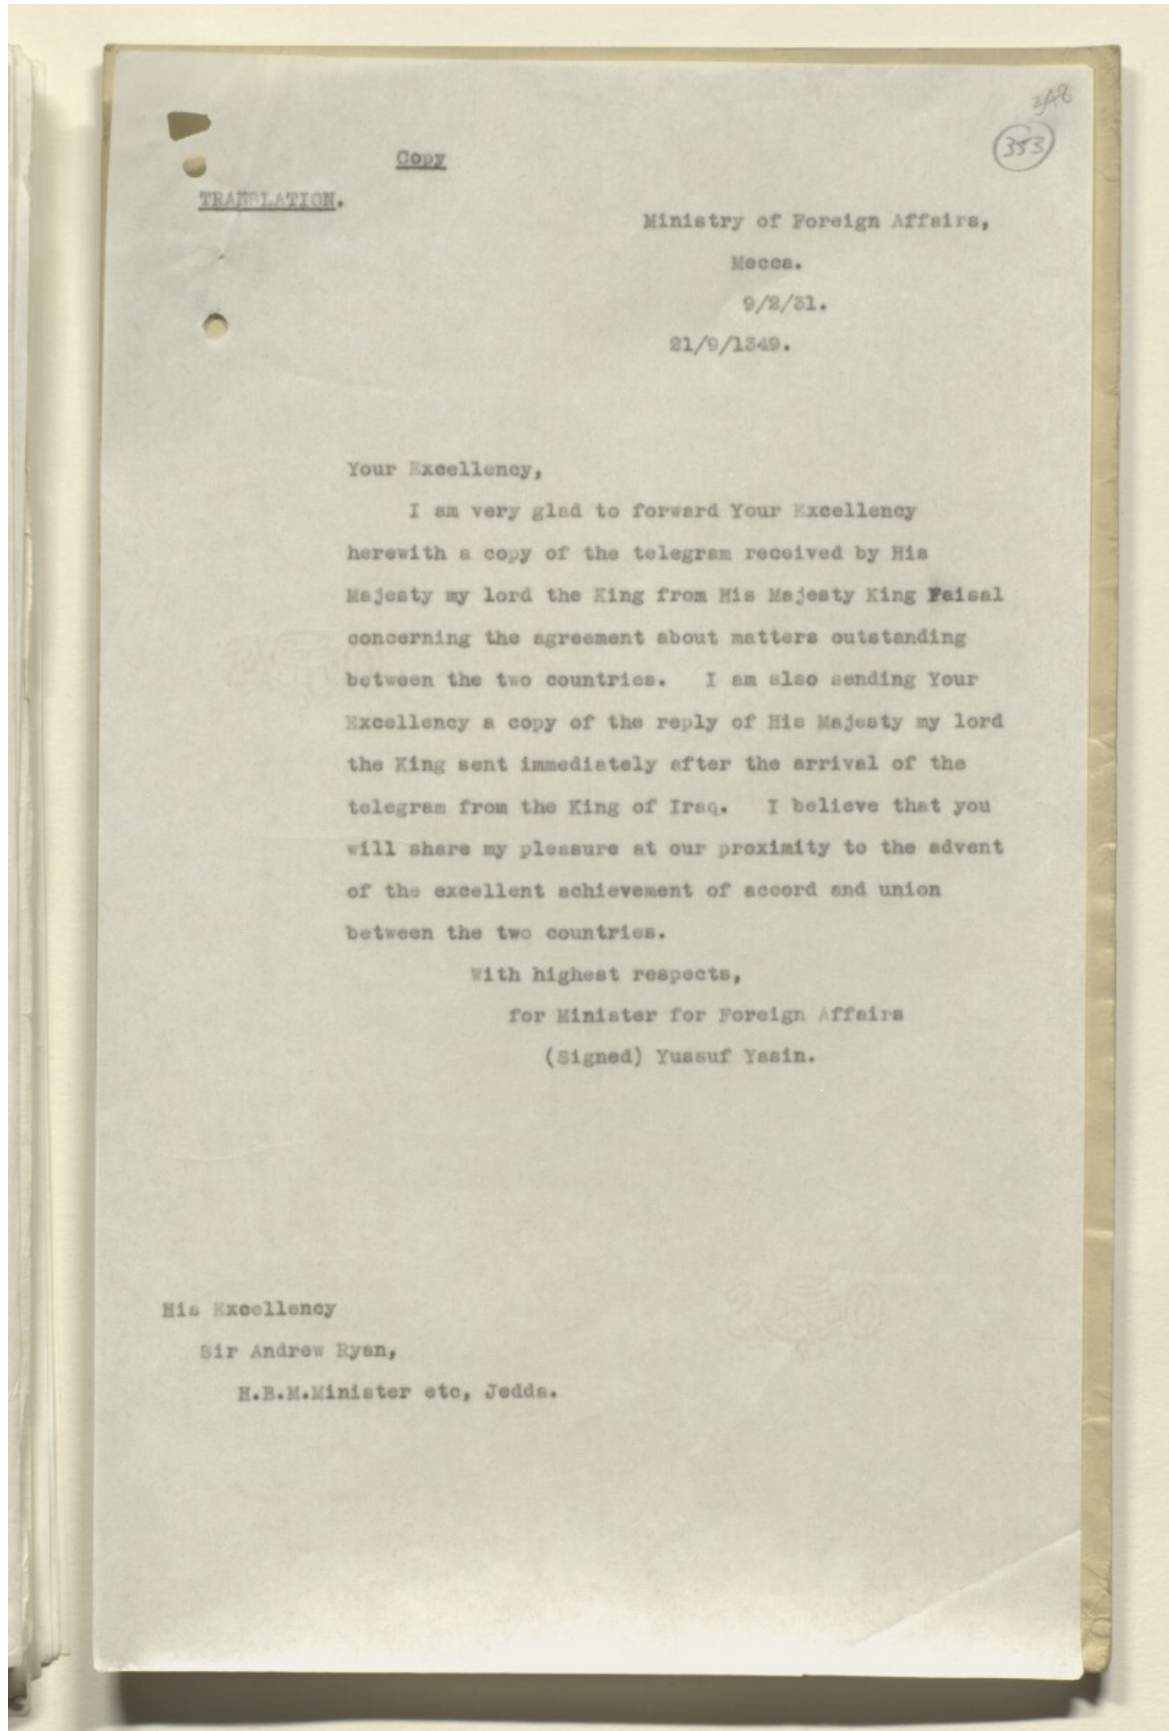 353
Copy
TRANSLATION.
Ministry of Foreign Affairs,
Mecca.
9/2/31.
21/9/1349.
Your Excellency,
I am very glad to forward Your Excellency
herewith a copy of the telegram received by His
Majesty my lord the King from His Majesty King Faisal
concerning the agreement about matters outstanding
between the two countries. I am also sending Your
Excellency a copy of the reply of His Majesty my lord
the King sent immediately after the arrival of the
telegram from the King of Iraq. I believe that you
will share my pleasure at our proximity to the advent
of the excellent achievement of accord and union
between the two countries.
With highest respects,
for Minister for Foreign Affairs
(Signed) Yussuf Yasin.
His Excellency
Sir Andrew Ryan,
H.B.M.Minister etc, Jedda.